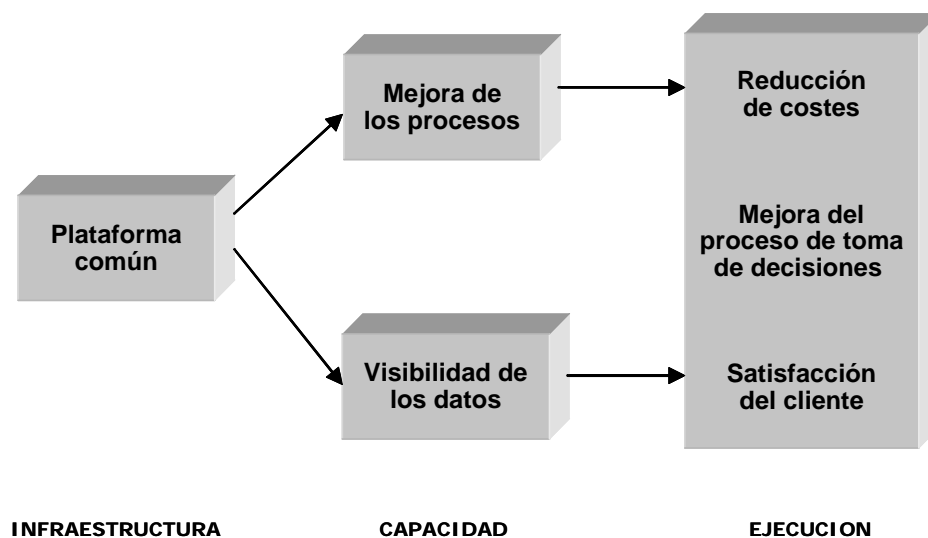 Plataforma
común
Mejora de
los procesos
Visibilidad de
los datos
Reducción
de costes
Mejora del
proceso de toma
de decisiones
Satisfacción
del cliente
INFRAESTRUCTURA
CAPACIDAD
EJECUCION